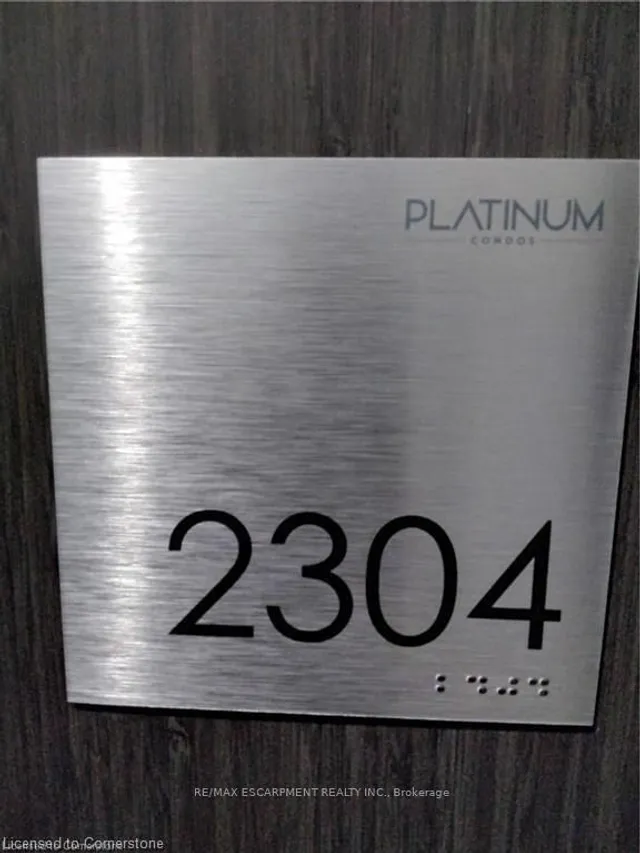 PLATINUM
CONDOS
2304
RE/MAX ESCARPMENT REALTY INC., Brokerage
Licensed to Cornerstone